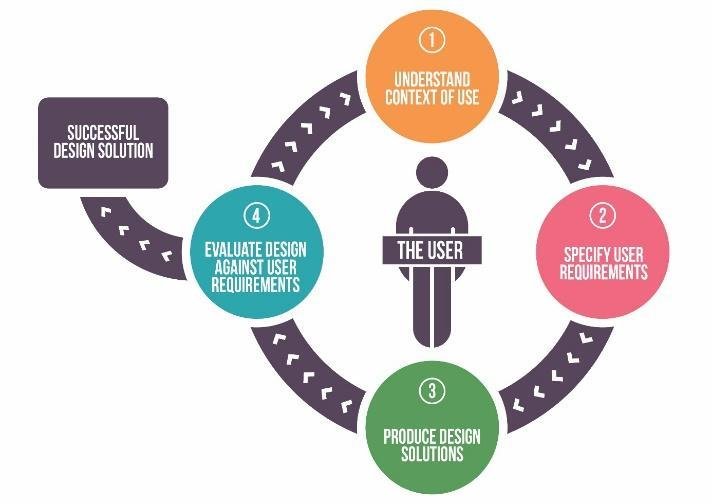 1
UNDERSTAND
CONTEXT OF USE
SUCCESSFUL
DESIGN SOLUTION
2
SPECIFY USER
REQUIREMENTS
4
EVALUATE DESIGN
AGAINST USER
REQUIREMENTS
THE USER
3
PRODUCE DESIGN
SOLUTIONS